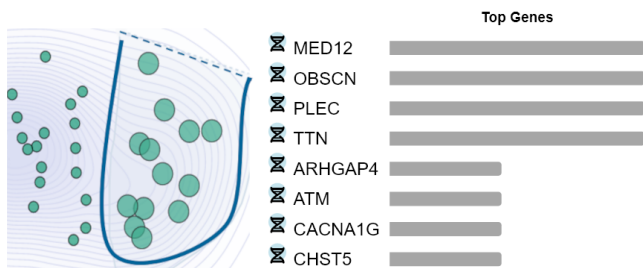 Top Genes
MED12
OBSCN
PLEC
TTN
ARHGAP4
ATM
CACNA1G
CHST5